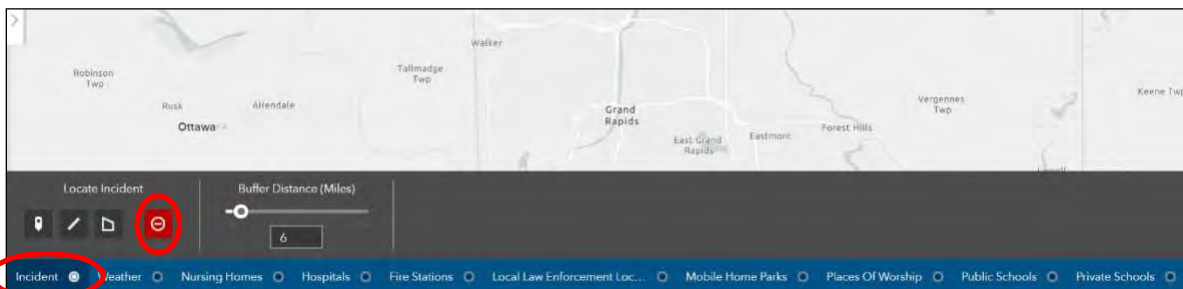 Walker
Robinson
Twp
Tallmadge
Twp
Rusk
Allendale
Ottawa
Grand
Rapids
East Grand
Rapids
Eastmont
Forest Hills
Vergennes
Twp
Keene Twp
Lowell
Locate Incident
Buffer Distance (Miles)
6
Incident Weather Nursing Homes Hospitals Fire Stations Local Law Enforcement Loc... Mobile Home Parks Places Of Worship Public Schools Private Schools